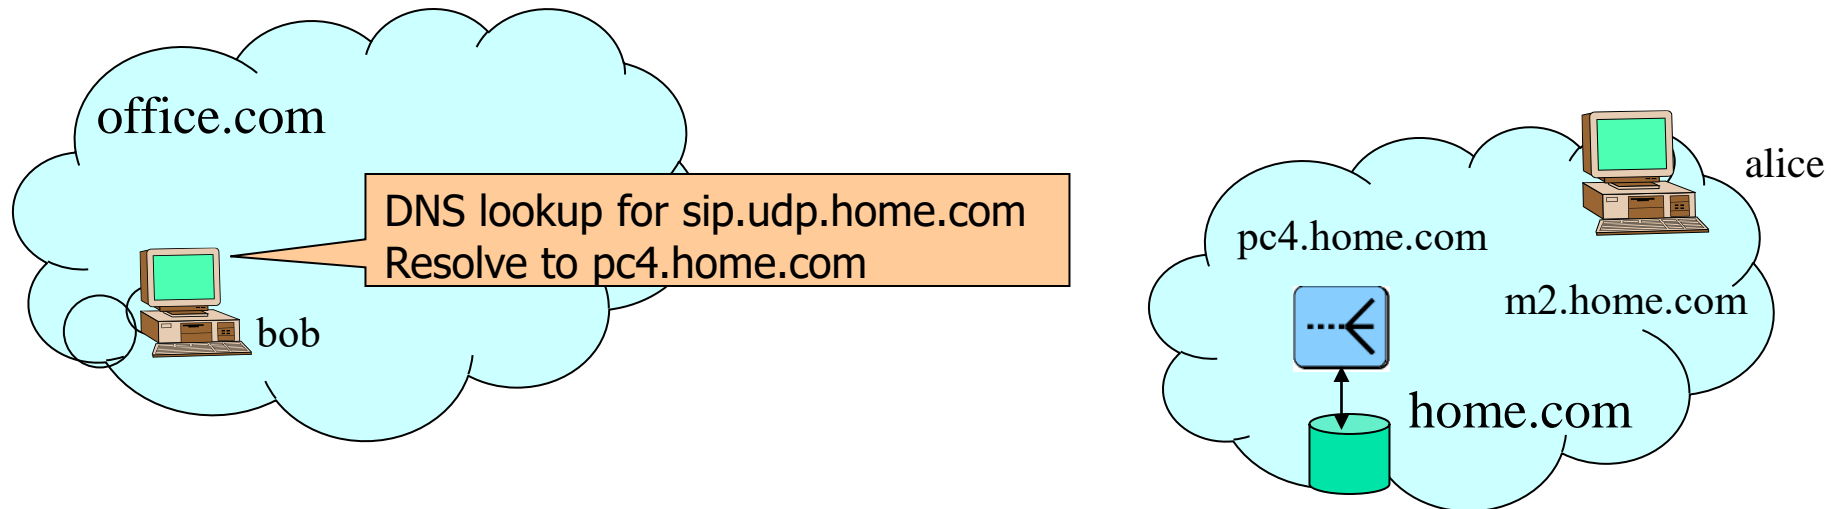 office.com
DNS lookup for sip.udp.home.com
Resolve to pc4.home.com
bob
alice
pc4.home.com
m2.home.com
home.com